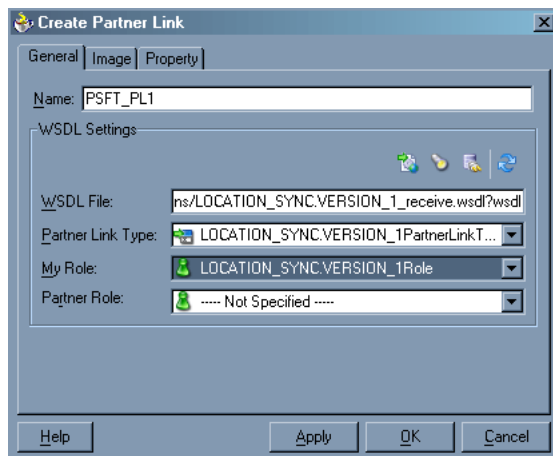 Create Partner Link
General Image Property
Name: PSFT_PL1
WSDL Settings
WSDL File: ns/LOCATION_SYNC.VERSION_1_receive.wsdl?wsdl
Partner Link Type: LOCATION_SYNC.VERSION_1PartnerLinkT...
My Role: LOCATION_SYNC.VERSION_1Role
Partner Role: ----- Not Specified -----
Help Apply OK Cancel